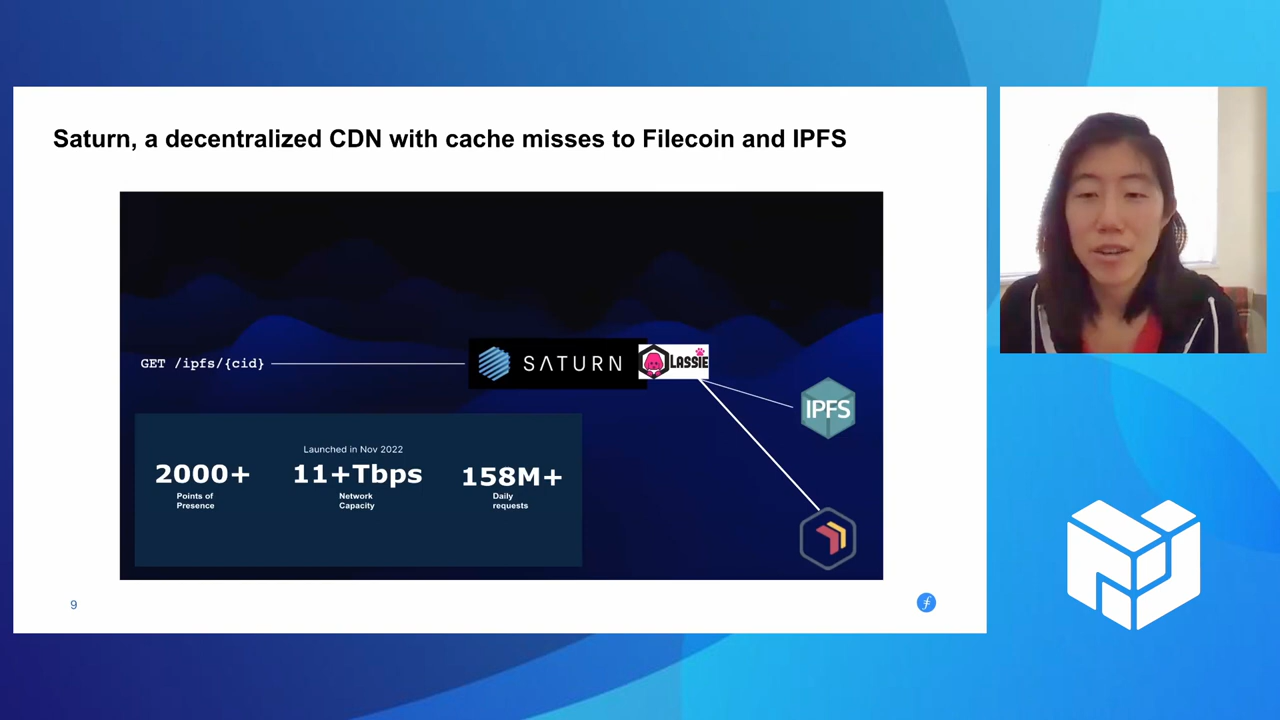 Saturn, a decentralized CDN with cache misses to Filecoin and IPFS
GET /ipfs/{cid}
SATURN
LASSIE
IPFS
Launched in Nov 2022
2000+
Points of
Presence
11+Tbps
Network
Capacity
158M+
Daily
requests
9